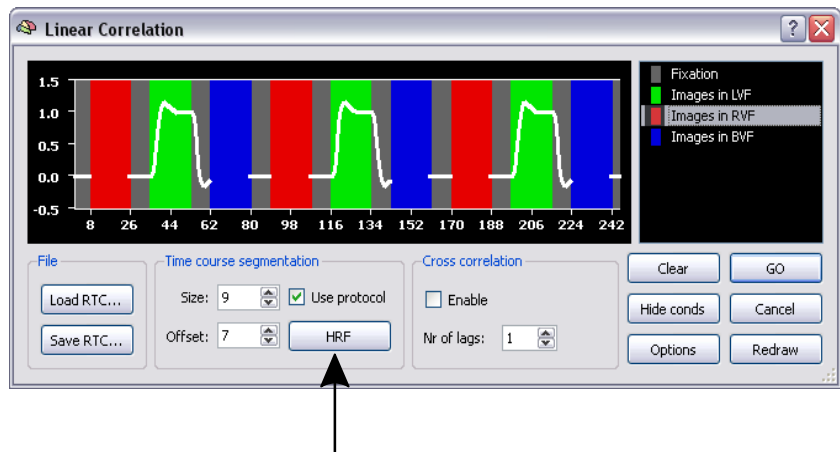 Linear Correlation
?
1.5
1.0
0.5
0.0
-0.5
8 26 44 62 80 98 116 134 152 170 188 206 224 242
Fixation
Images in LVF
Images in RVF
Images in BVF
File
Load RTC...
Save RTC...
Time course segmentation
Size: 9 Use protocol
Offset: 7 HRF
Cross correlation
Enable
Nr of lags: 1
Clear GO
Hide conds Cancel
Options Redraw